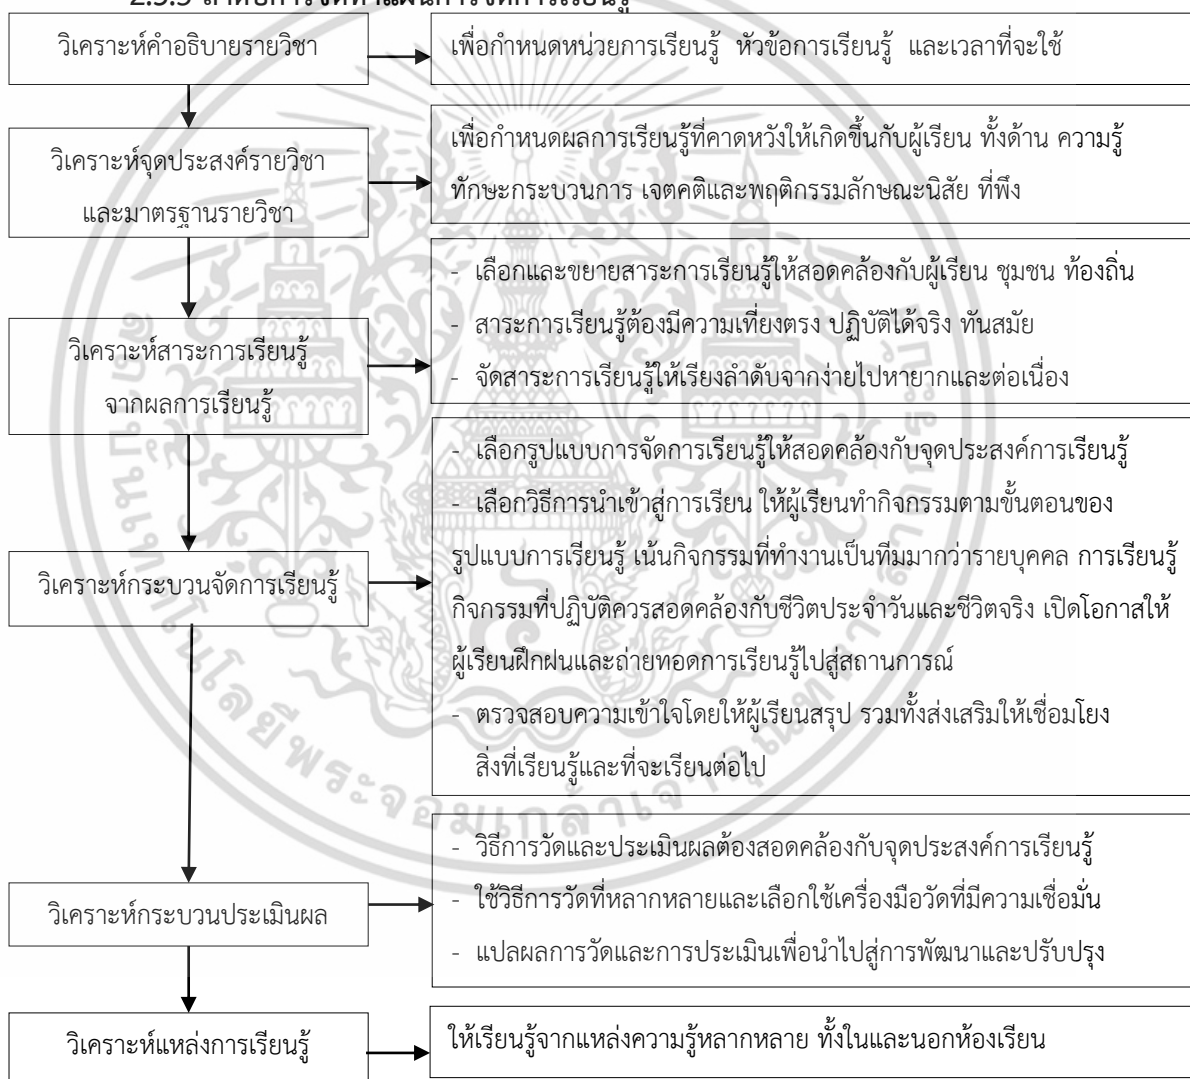 วิเคราะห์คำอธิบายรายวิชา
เพื่อกำหนดหน่วยการเรียนรู้ หัวข้อการเรียนรู้ และเวลาที่จะใช้
วิเคราะห์จุดประสงค์รายวิชา
และมาตรฐานรายวิชา
เพื่อกำหนดผลการเรียนรู้ที่คาดหวังให้เกิดขึ้นกับผู้เรียน ทั้งด้าน ความรู้
ทักษะกระบวนการ เจตคติและพฤติกรรมลักษณะนิสัย ที่พึง
วิเคราะห์สาระการเรียนรู้
จากผลการเรียนรู้
- เลือกและขยายสาระการเรียนรู้ให้สอดคล้องกับผู้เรียน ชุมชน ท้องถิ่น
- สาระการเรียนรู้ต้องมีความเที่ยงตรง ปฏิบัติได้จริง ทันสมัย
- จัดสาระการเรียนรู้ให้เรียงลำดับจากง่ายไปหายากและต่อเนื่อง
วิเคราะห์กระบวนจัดการเรียนรู้
- เลือกรูปแบบการจัดการเรียนรู้ให้สอดคล้องกับจุดประสงค์การเรียนรู้
- เลือกวิธีการนำเข้าสู่การเรียน ให้ผู้เรียนทำกิจกรรมตามขั้นตอนของ
รูปแบบการเรียนรู้ เน้นกิจกรรมที่ทำงานเป็นทีมมากว่ารายบุคคล การเรียนรู้
กิจกรรมที่ปฏิบัติควรสอดคล้องกับชีวิตประจำวันและชีวิตจริง เปิดโอกาสให้
ผู้เรียนฝึกฝนและถ่ายทอดการเรียนรู้ไปสู่สถานการณ์
- ตรวจสอบความเข้าใจโดยให้ผู้เรียนสรุป รวมทั้งส่งเสริมให้เชื่อมโยง
สิ่งที่เรียนรู้และที่จะเรียนต่อไป
วิเคราะห์กระบวนประเมินผล
- วิธีการวัดและประเมินผลต้องสอดคล้องกับจุดประสงค์การเรียนรู้
- ใช้วิธีการวัดที่หลากหลายและเลือกใช้เครื่องมือวัดที่มีความเชื่อมั่น
- แปลผลการวัดและการประเมินเพื่อนำไปสู่การพัฒนาและปรับปรุง
วิเคราะห์แหล่งการเรียนรู้
ให้เรียนรู้จากแหล่งความรู้หลากหลาย ทั้งในและนอกห้องเรียน